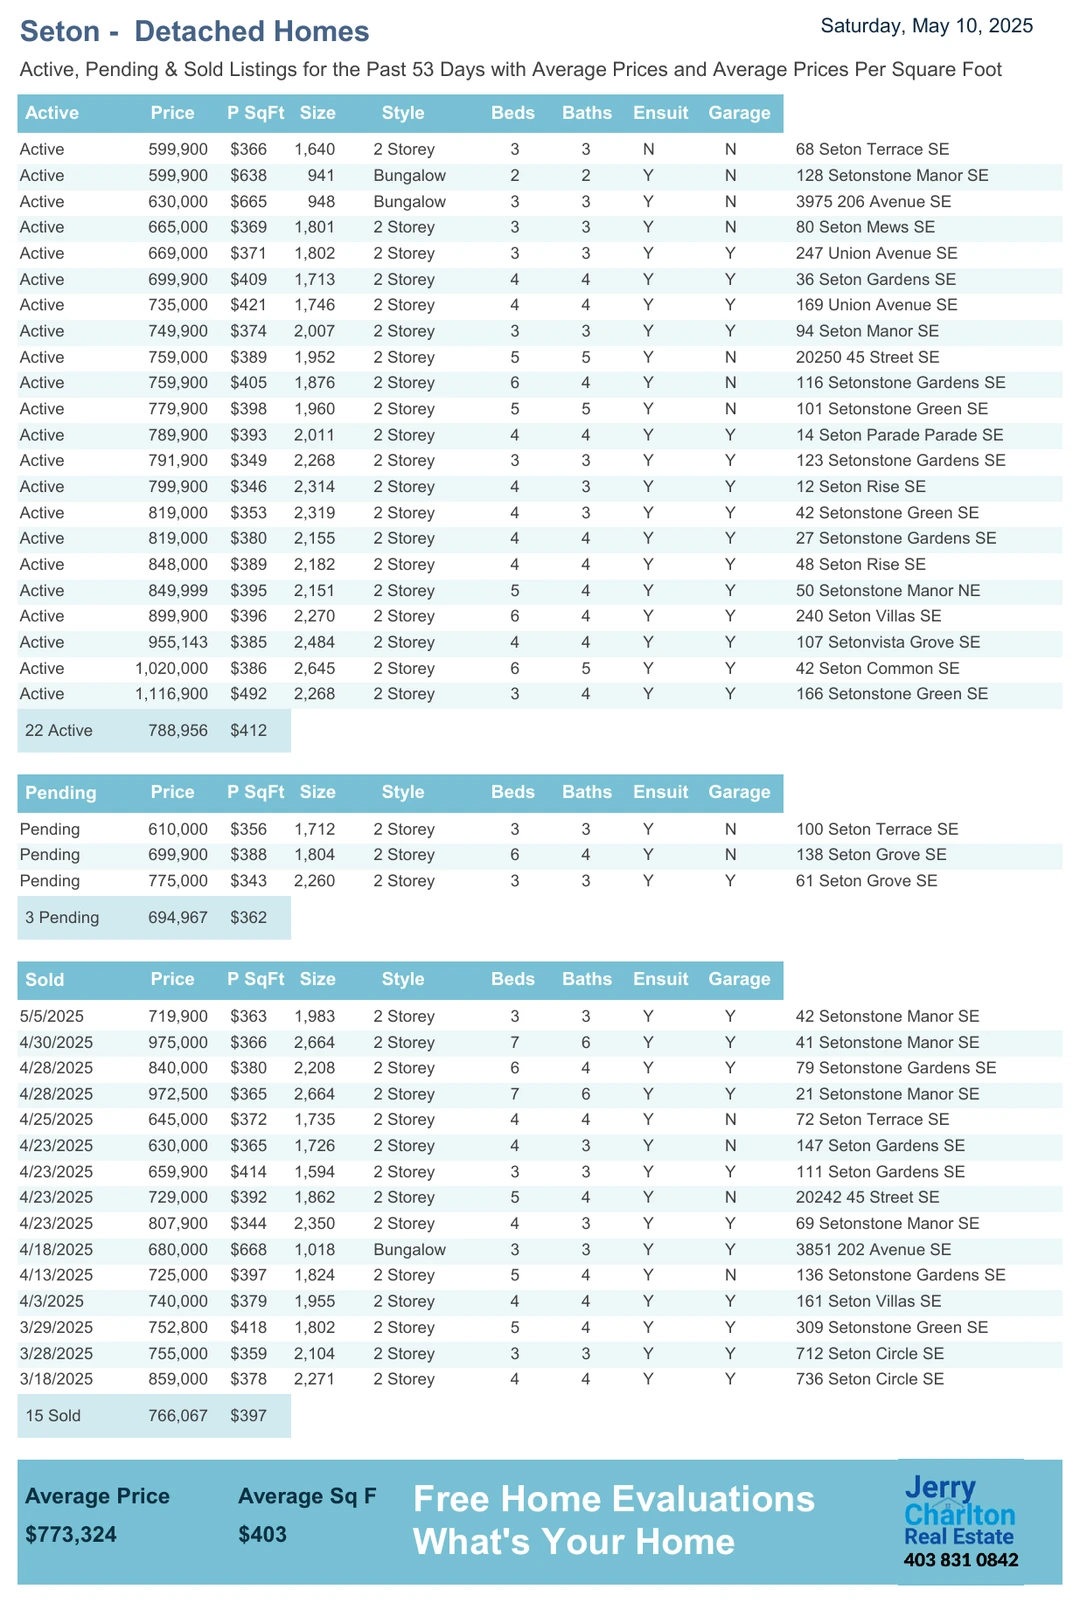 Seton - Detached Homes
Saturday, May 10, 2025
Active, Pending & Sold Listings for the Past 53 Days with Average Prices and Average Prices Per Square Foot
Active Price P SqFt Size Style Beds Baths Ensuit Garage
Active 599,900 $366 1,640 2 Storey 3 3 N N 68 Seton Terrace SE
Active 599,900 $638 941 Bungalow 2 2 Y N 128 Setonstone Manor SE
Active 630,000 $665 948 Bungalow 3 3 Y N 3975 206 Avenue SE
Active 665,000 $369 1,801 2 Storey 3 3 Y N 80 Seton Mews SE
Active 669,000 $371 1,802 2 Storey 3 3 Y Y 247 Union Avenue SE
Active 699,900 $409 1,713 2 Storey 4 4 Y Y 36 Seton Gardens SE
Active 735,000 $421 1,746 2 Storey 4 4 Y Y 169 Union Avenue SE
Active 749,900 $374 2,007 2 Storey 3 3 Y Y 94 Seton Manor SE
Active 759,000 $389 1,952 2 Storey 5 5 Y N 20250 45 Street SE
Active 759,900 $405 1,876 2 Storey 6 4 Y N 116 Setonstone Gardens SE
Active 779,900 $398 1,960 2 Storey 5 5 Y N 101 Setonstone Green SE
Active 789,900 $393 2,011 2 Storey 4 4 Y Y 14 Seton Parade Parade SE
Active 791,900 $349 2,268 2 Storey 3 3 Y Y 123 Setonstone Gardens SE
Active 799,900 $346 2,314 2 Storey 4 3 Y Y 12 Seton Rise SE
Active 819,000 $353 2,319 2 Storey 4 3 Y Y 42 Setonstone Green SE
Active 819,000 $380 2,155 2 Storey 4 4 Y Y 27 Setonstone Gardens SE
Active 848,000 $389 2,182 2 Storey 4 4 Y Y 48 Seton Rise SE
Active 849,999 $395 2,151 2 Storey 5 4 Y Y 50 Setonstone Manor NE
Active 899,900 $396 2,270 2 Storey 6 4 Y Y 240 Seton Villas SE
Active 955,143 $385 2,484 2 Storey 4 4 Y Y 107 Setonvista Grove SE
Active 1,020,000 $386 2,645 2 Storey 6 5 Y Y 42 Seton Common SE
Active 1,116,900 $492 2,268 2 Storey 3 4 Y Y 166 Setonstone Green SE
22 Active 788,956 $412
Pending Price P SqFt Size Style Beds Baths Ensuit Garage
Pending 610,000 $356 1,712 2 Storey 3 3 Y N 100 Seton Terrace SE
Pending 699,900 $388 1,804 2 Storey 6 4 Y N 138 Seton Grove SE
Pending 775,000 $343 2,260 2 Storey 3 3 Y Y 61 Seton Grove SE
3 Pending 694,967 $362
Sold Price P SqFt Size Style Beds Baths Ensuit Garage
5/5/2025 719,900 $363 1,983 2 Storey 3 3 Y Y 42 Setonstone Manor SE
4/30/2025 975,000 $366 2,664 2 Storey 7 6 Y Y 41 Setonstone Manor SE
4/28/2025 840,000 $380 2,208 2 Storey 6 4 Y Y 79 Setonstone Gardens SE
4/28/2025 972,500 $365 2,664 2 Storey 7 6 Y Y 21 Setonstone Manor SE
4/25/2025 645,000 $372 1,735 2 Storey 4 4 Y N 72 Seton Terrace SE
4/23/2025 630,000 $365 1,726 2 Storey 4 3 Y N 147 Seton Gardens SE
4/23/2025 659,900 $414 1,594 2 Storey 3 3 Y Y 111 Seton Gardens SE
4/23/2025 729,000 $392 1,862 2 Storey 5 4 Y N 20242 45 Street SE
4/23/2025 807,900 $344 2,350 2 Storey 4 3 Y Y 69 Setonstone Manor SE
4/18/2025 680,000 $668 1,018 Bungalow 3 3 Y Y 3851 202 Avenue SE
4/13/2025 725,000 $397 1,824 2 Storey 5 4 Y N 136 Setonstone Gardens SE
4/3/2025 740,000 $379 1,955 2 Storey 4 4 Y Y 161 Seton Villas SE
3/29/2025 752,800 $418 1,802 2 Storey 5 4 Y Y 309 Setonstone Green SE
3/28/2025 755,000 $359 2,104 2 Storey 3 3 Y Y 712 Seton Circle SE
3/18/2025 859,000 $378 2,271 2 Storey 4 4 Y Y 736 Seton Circle SE
15 Sold 766,067 $397
Average Price Average Sq F
$773,324 $403
Free Home Evaluations
What's Your Home
Jerry
Charlton
Real Estate
403 831 0842